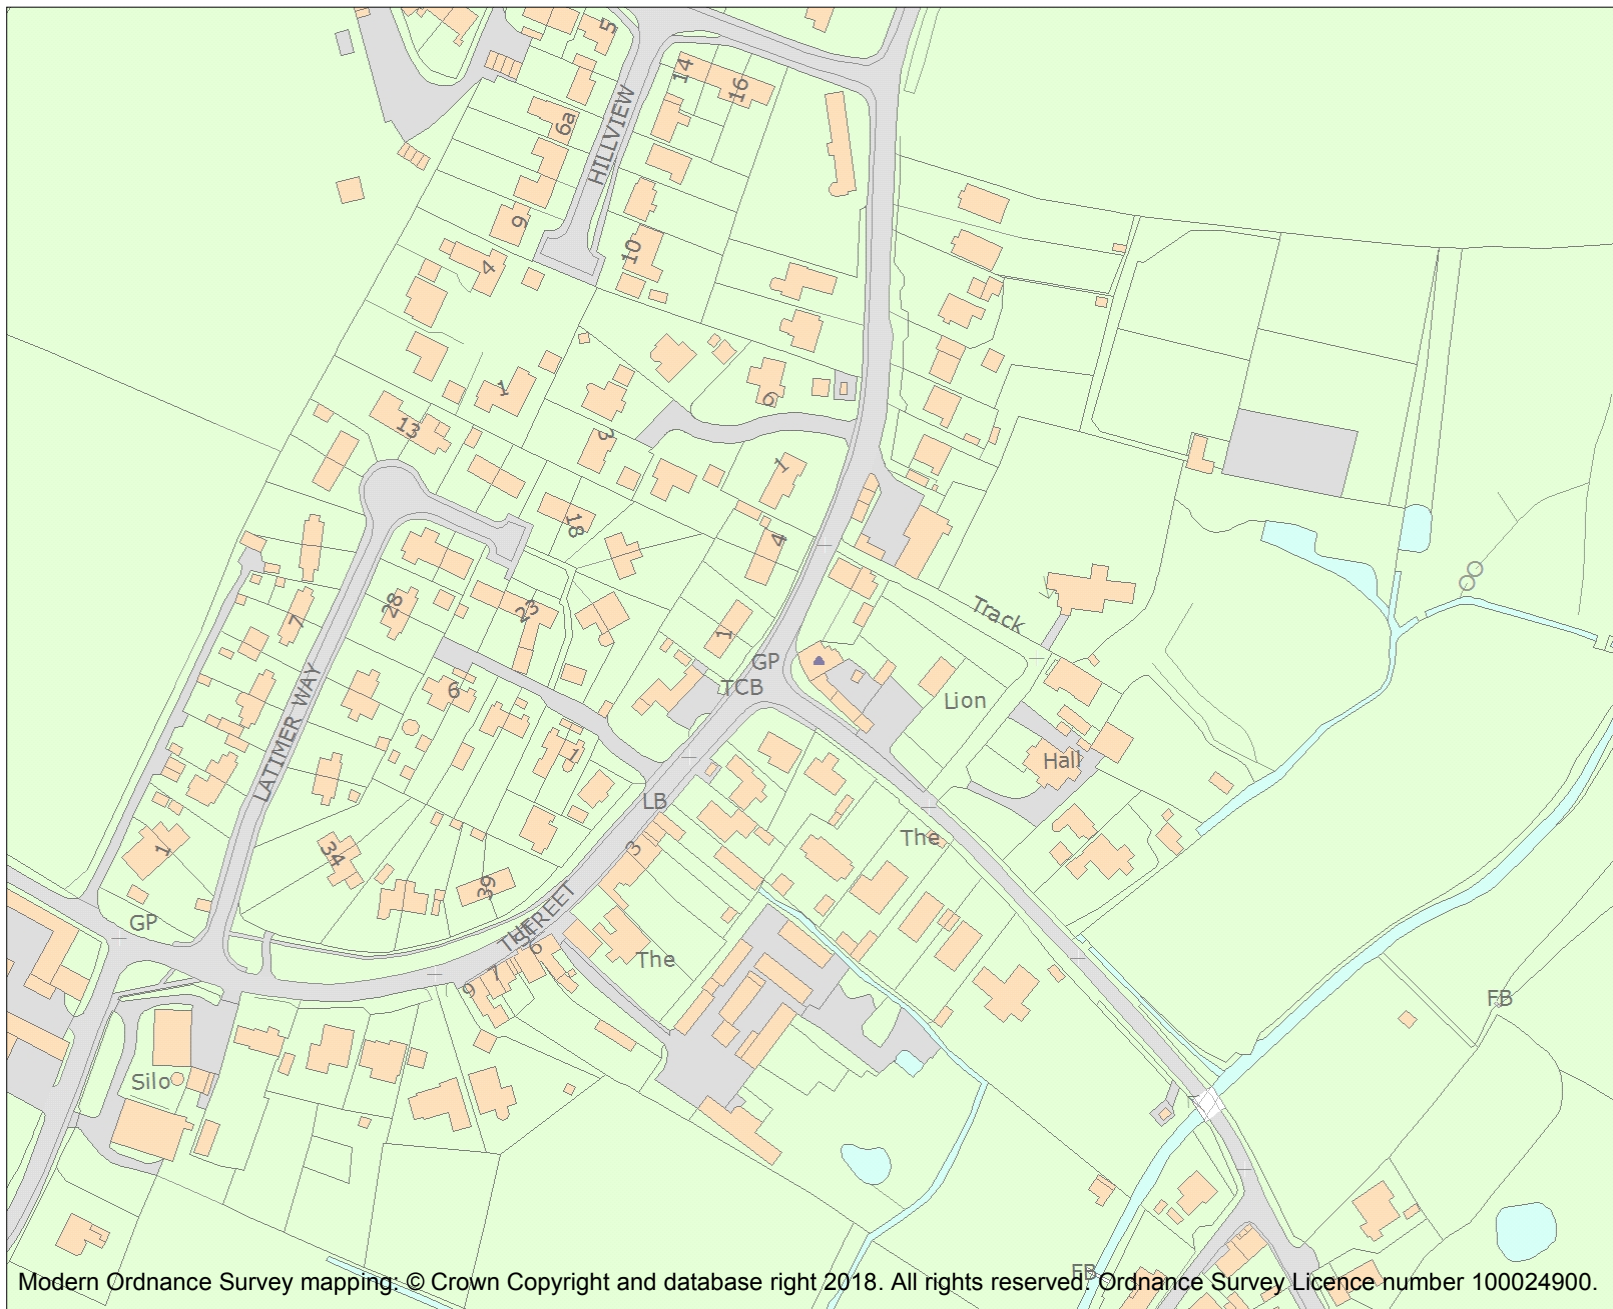 5
14
16
6a
HILLVIEW
9
10
4
1
6
13
3
1
18
4
28
23
7
Track
1
GP
TCB
Lion
6
LATIMER WAY
1
Hall
LB
The
3
1
34
39
THE STREET
GP
The
6
7
9
FB
Silo
FB
Modern Ordnance Survey mapping: © Crown Copyright and database right 2018. All rights reserved. Ordnance Survey Licence number 100024900.